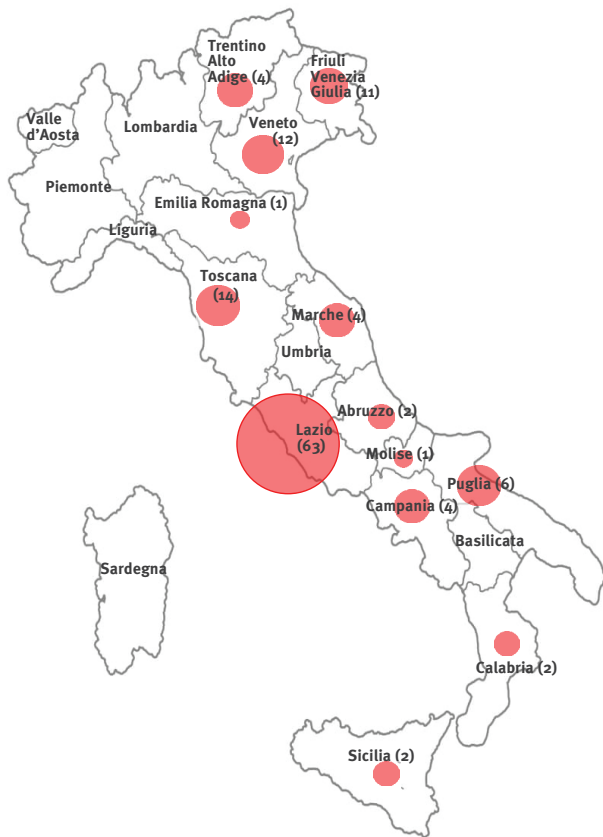 Trentino
Alto
Adige (4)
Friuli
Venezia
Giulia (11)
Valle
d'Aosta
Lombardia
Veneto
(12)
Piemonte
Emilia Romagna (1)
Liguria
Toscana
(14)
Marche (4)
Umbria
Abruzzo (2)
Lazio
(63)
Molise (1)
Puglia (6)
Campania (4)
Basilicata
Sardegna
Calabria (2)
Sicilia (2)